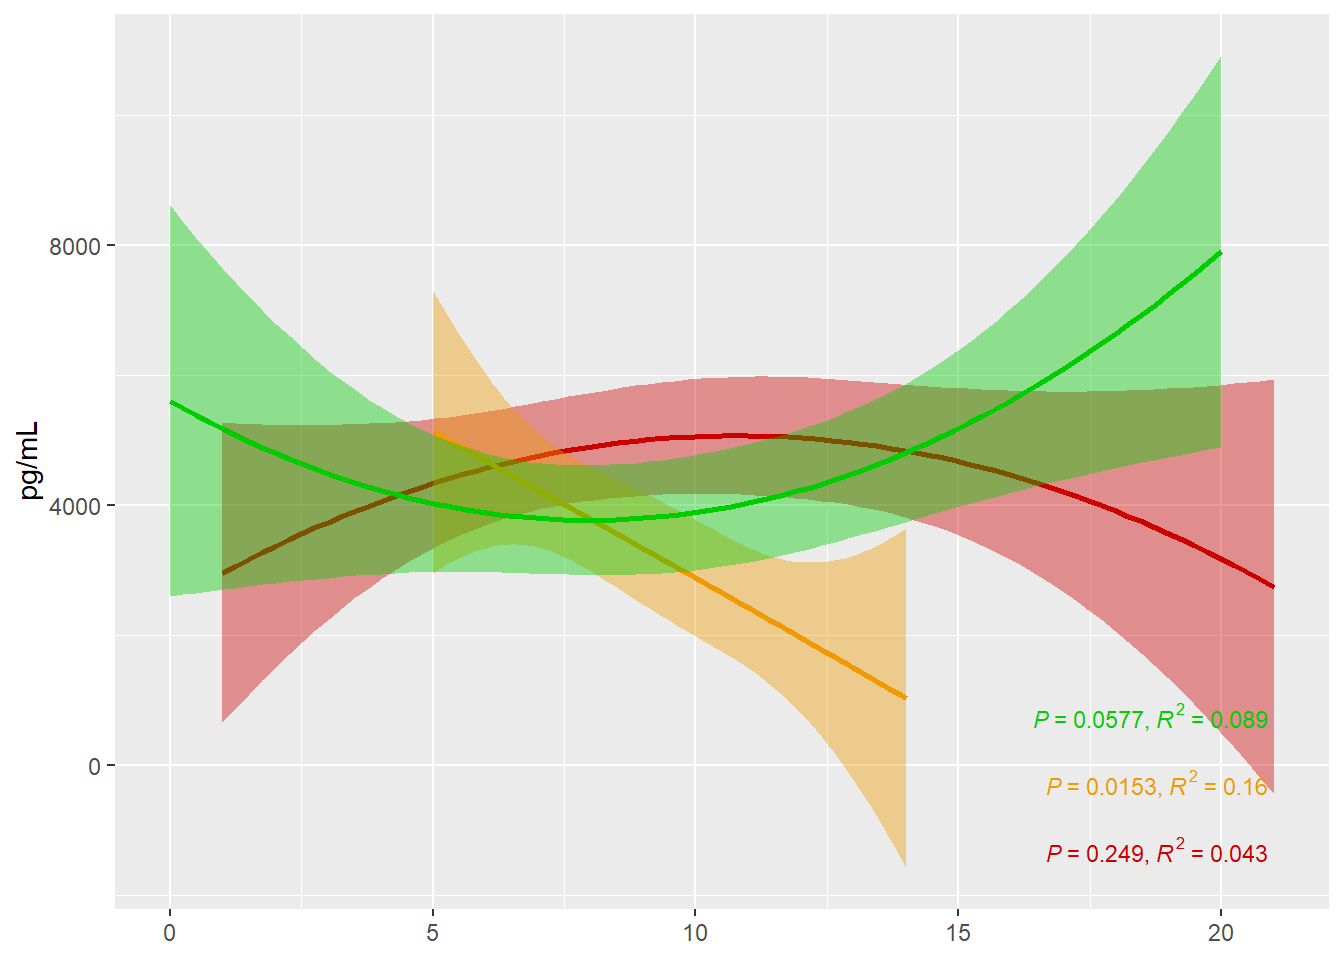 pg/mL
8000
4000
0
P = 0.0577, R² = 0.089
P = 0.0153, R² = 0.16
P = 0.249, R² = 0.043
0 5 10 15 20